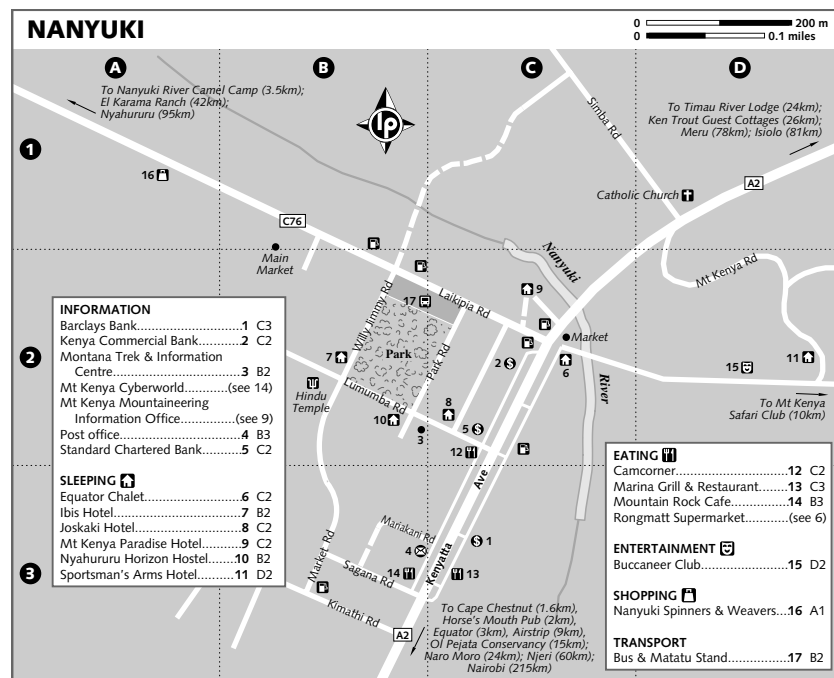 NANYUKI
0 200 m
0 0.1 miles
A
B
C
D
1
2
3
To Nanyuki River Camel Camp (3.5km);
El Karama Ranch (42km);
Nyahururu (95km)
lp
Simba Rd
To Timau River Lodge (24km);
Ken Trout Guest Cottages (26km);
Meru (78km); Isiolo (81km)
16
C76
Catholic Church
A2
Main
Market
Nanyuki
River
Mt Kenya Rd
9
17
Laikipia Rd
Willy Jimmy Rd
Park
Park Rd
Market
2
6
15
11
7
Hindu
Temple
Lumumba Rd
8
10
3
5
12
To Mt Kenya
Safari Club (10km)
Kenyatta Ave
Mariakani Rd
4
1
Market Rd
Sagana Rd
14
13
Kimathi Rd
A2
To Cape Chestnut (1.6km),
Horse's Mouth Pub (2km),
Equator (3km), Airstrip (9km),
Ol Pejata Conservancy (15km);
Naro Moro (24km); Njeri (60km);
Nairobi (215km)
INFORMATION
Barclays Bank...........................1 C3
Kenya Commercial Bank..........2 C2
Montana Trek & Information
Centre................................3 B2
Mt Kenya Cyberworld............(see 14)
Mt Kenya Mountaineering
Information Office............(see 9)
Post office..............................4 B3
Standard Chartered Bank........5 C2
SLEEPING
Equator Chalet........................6 C2
Ibis Hotel................................7 B2
Joskaki Hotel..........................8 C2
Mt Kenya Paradise Hotel.........9 C2
Nyahururu Horizon Hostel......10 B2
Sportsman's Arms Hotel.........11 D2
EATING
Camcorner............................12 C2
Marina Grill & Restaurant.......13 C3
Mountain Rock Cafe..............14 B3
Rongmatt Supermarket.........(see 6)
ENTERTAINMENT
Buccaneer Club.....................15 D2
SHOPPING
Nanyuki Spinners & Weavers...16 A1
TRANSPORT
Bus & Matatu Stand...............17 B2